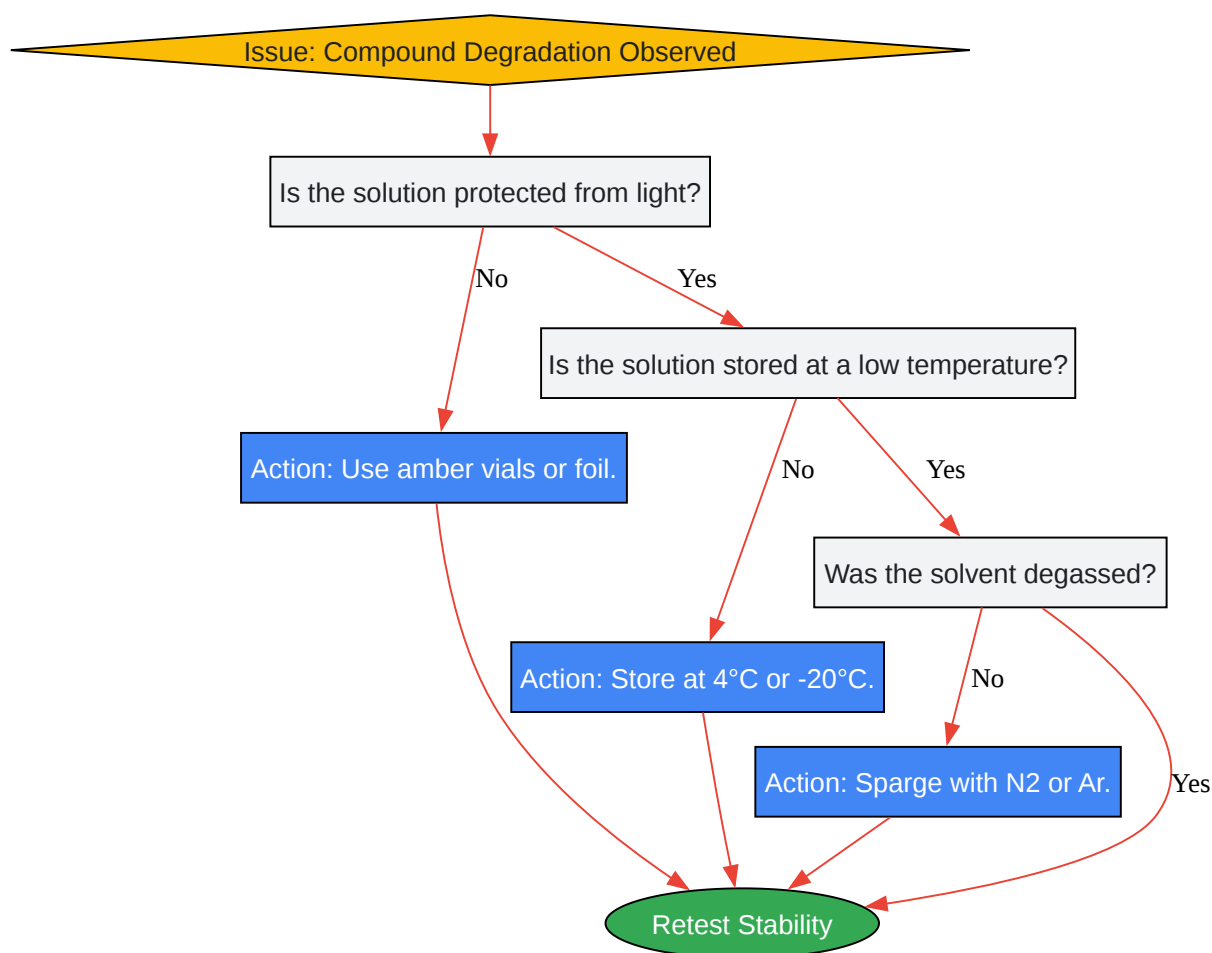 Issue: Compound Degradation Observed
Is the solution protected from light?
No
Yes
Is the solution stored at a low temperature?
Action: Use amber vials or foil.
No
Yes
Was the solvent degassed?
Action: Store at 4°C or -20°C.
No
Action: Sparge with N2 or Ar.
Yes
Retest Stability